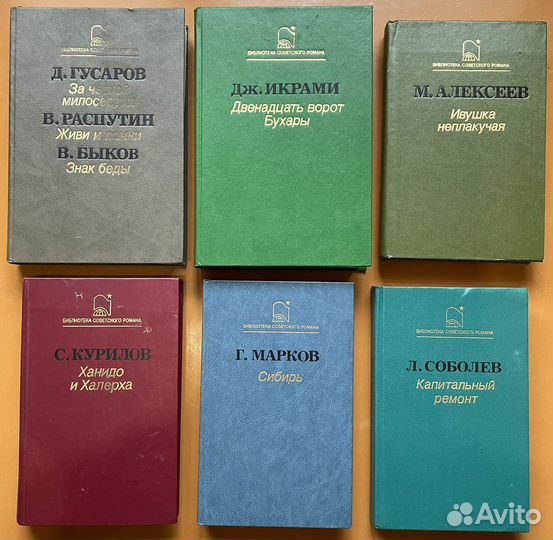 БИБЛИОТЕКА СОВЕТСКОГО РОМАНА
Д. ГУСАРОВ
За чертой
милосердия
В. РАСПУТИН
Живи и помни
В. БЫКОВ
Знак беды
БИБЛИОТЕКА СОВЕТСКОГО РОМАНА
Дж. ИКРАМИ
Двенадцать ворот
Бухары
БИБЛИОТЕКА СОВЕТСКОГО РОМАНА
М. АЛЕКСЕЕВ
Ивушка
неплакучая
БИБЛИОТЕКА СОВЕТСКОГО РОМАНА
С. КУРИЛОВ
Ханидо
и Халерха
БИБЛИОТЕКА СОВЕТСКОГО РОМАНА
Г. МАРКОВ
Сибирь
БИБЛИОТЕКА СОВЕТСКОГО РОМАНА
Л. СОБОЛЕВ
Капитальный
ремонт
Avito